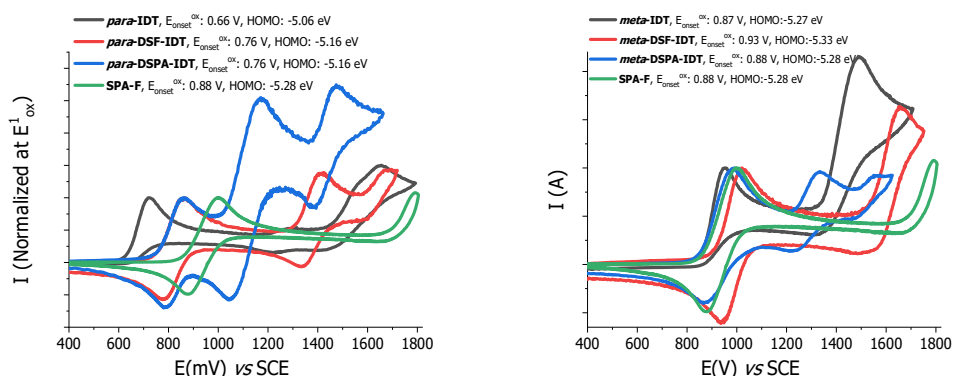 para-IDT, E_onset^ox: 0.66 V, HOMO: -5.06 eV
para-DSF-IDT, E_onset^ox: 0.76 V, HOMO: -5.16 eV
para-DSPA-IDT, E_onset^ox: 0.76 V, HOMO: -5.16 eV
SPA-F, E_onset^ox: 0.88 V, HOMO: -5.28 eV
I (Normalized at E^1_ox)
400 600 800 1000 1200 1400 1600 1800
E(mV) vs SCE
meta-IDT, E_onset^ox: 0.87 V, HOMO:-5.27 eV
meta-DSF-IDT, E_onset^ox: 0.93 V, HOMO:-5.33 eV
meta-DSPA-IDT, E_onset^ox: 0.88 V, HOMO:-5.28 eV
SPA-F, E_onset^ox: 0.88 V, HOMO:-5.28 eV
I (A)
400 600 800 1000 1200 1400 1600 1800
E(V) vs SCE